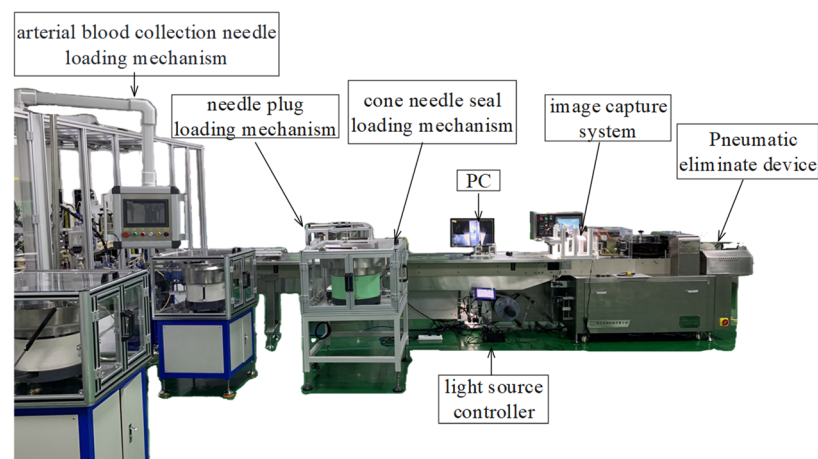 arterial blood collection needle
loading mechanism
needle plug
loading mechanism
cone needle seal
loading mechanism
PC
image capture
system
Pneumatic
eliminate device
light source
controller